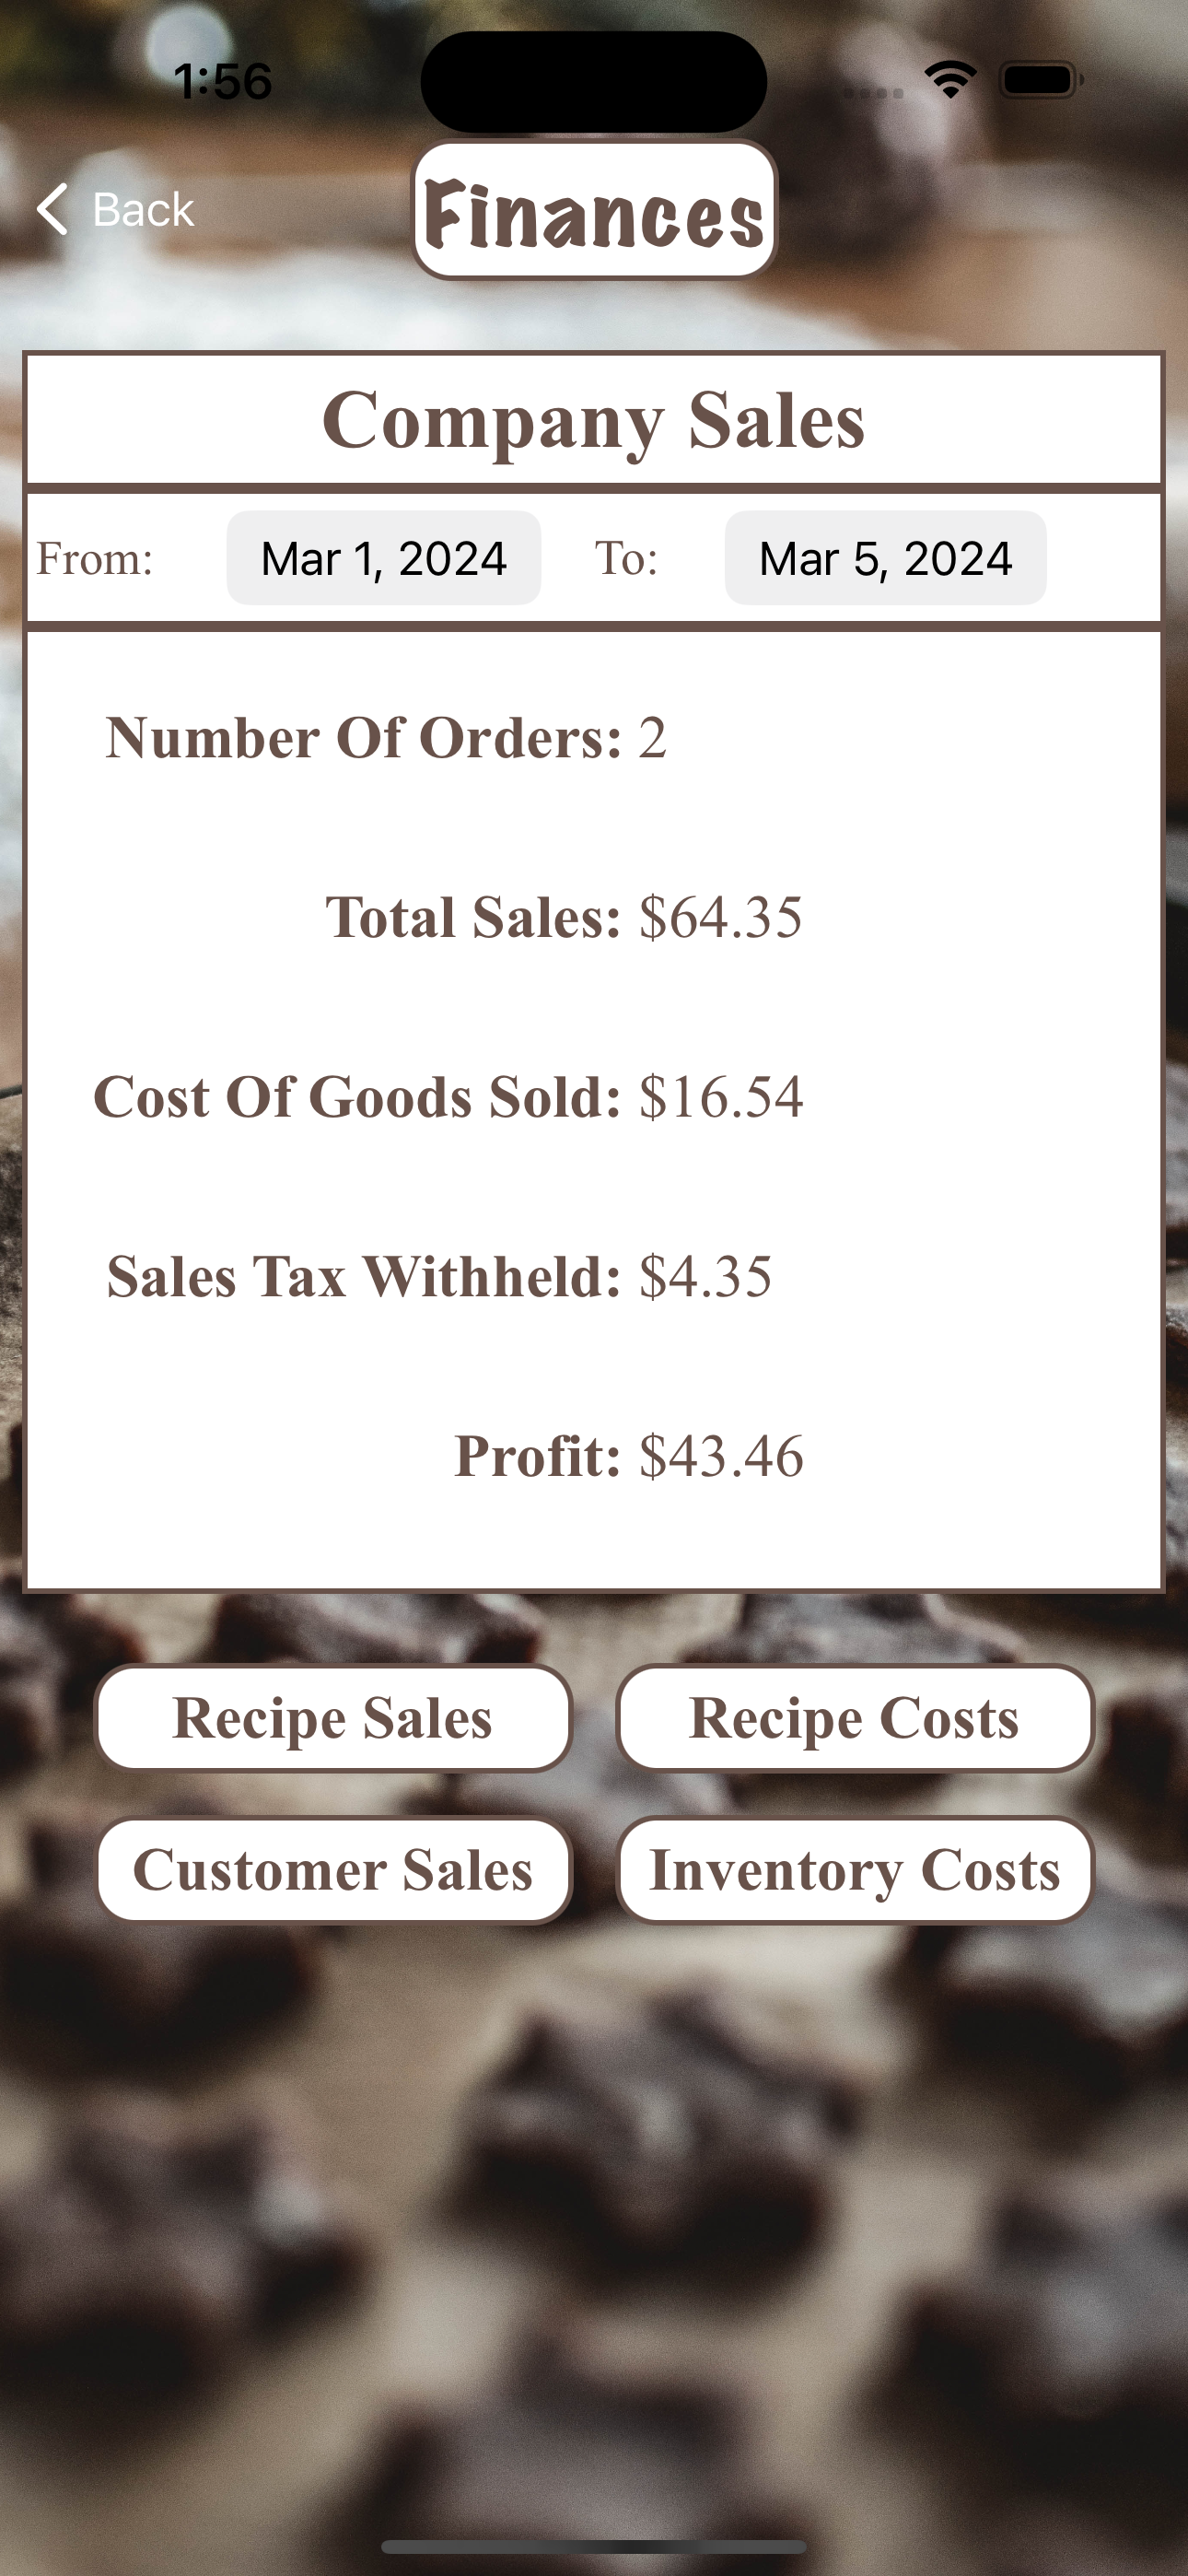 1:56
Back
Finances
Company Sales
From: Mar 1, 2024 To: Mar 5, 2024
Number Of Orders: 2
Total Sales: $64.35
Cost Of Goods Sold: $16.54
Sales Tax Withheld: $4.35
Profit: $43.46
Recipe Sales Recipe Costs
Customer Sales Inventory Costs